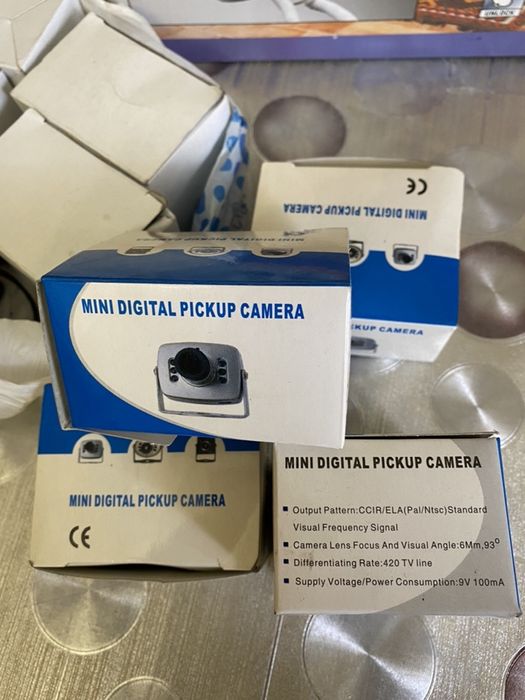 CE
MINI DIGITAL PICKUP CAMERA
MINI DIGITAL PICKUP CAMERA
KUP CAMERA
MINI DIGITAL PICKUP CAMERA
MINI DIGITAL PICKUP CAMERA
CE
MINI DIGITAL PICKUP CAMERA
Output Pattern:CCIR/ELA(Pal/Ntsc)Standard
Visual Frequency Signal
Camera Lens Focus And Visual Angle:6Mm,93°
Differentiating Rate:420 TV line
Supply Voltage/Power Consumption:9V 100mA